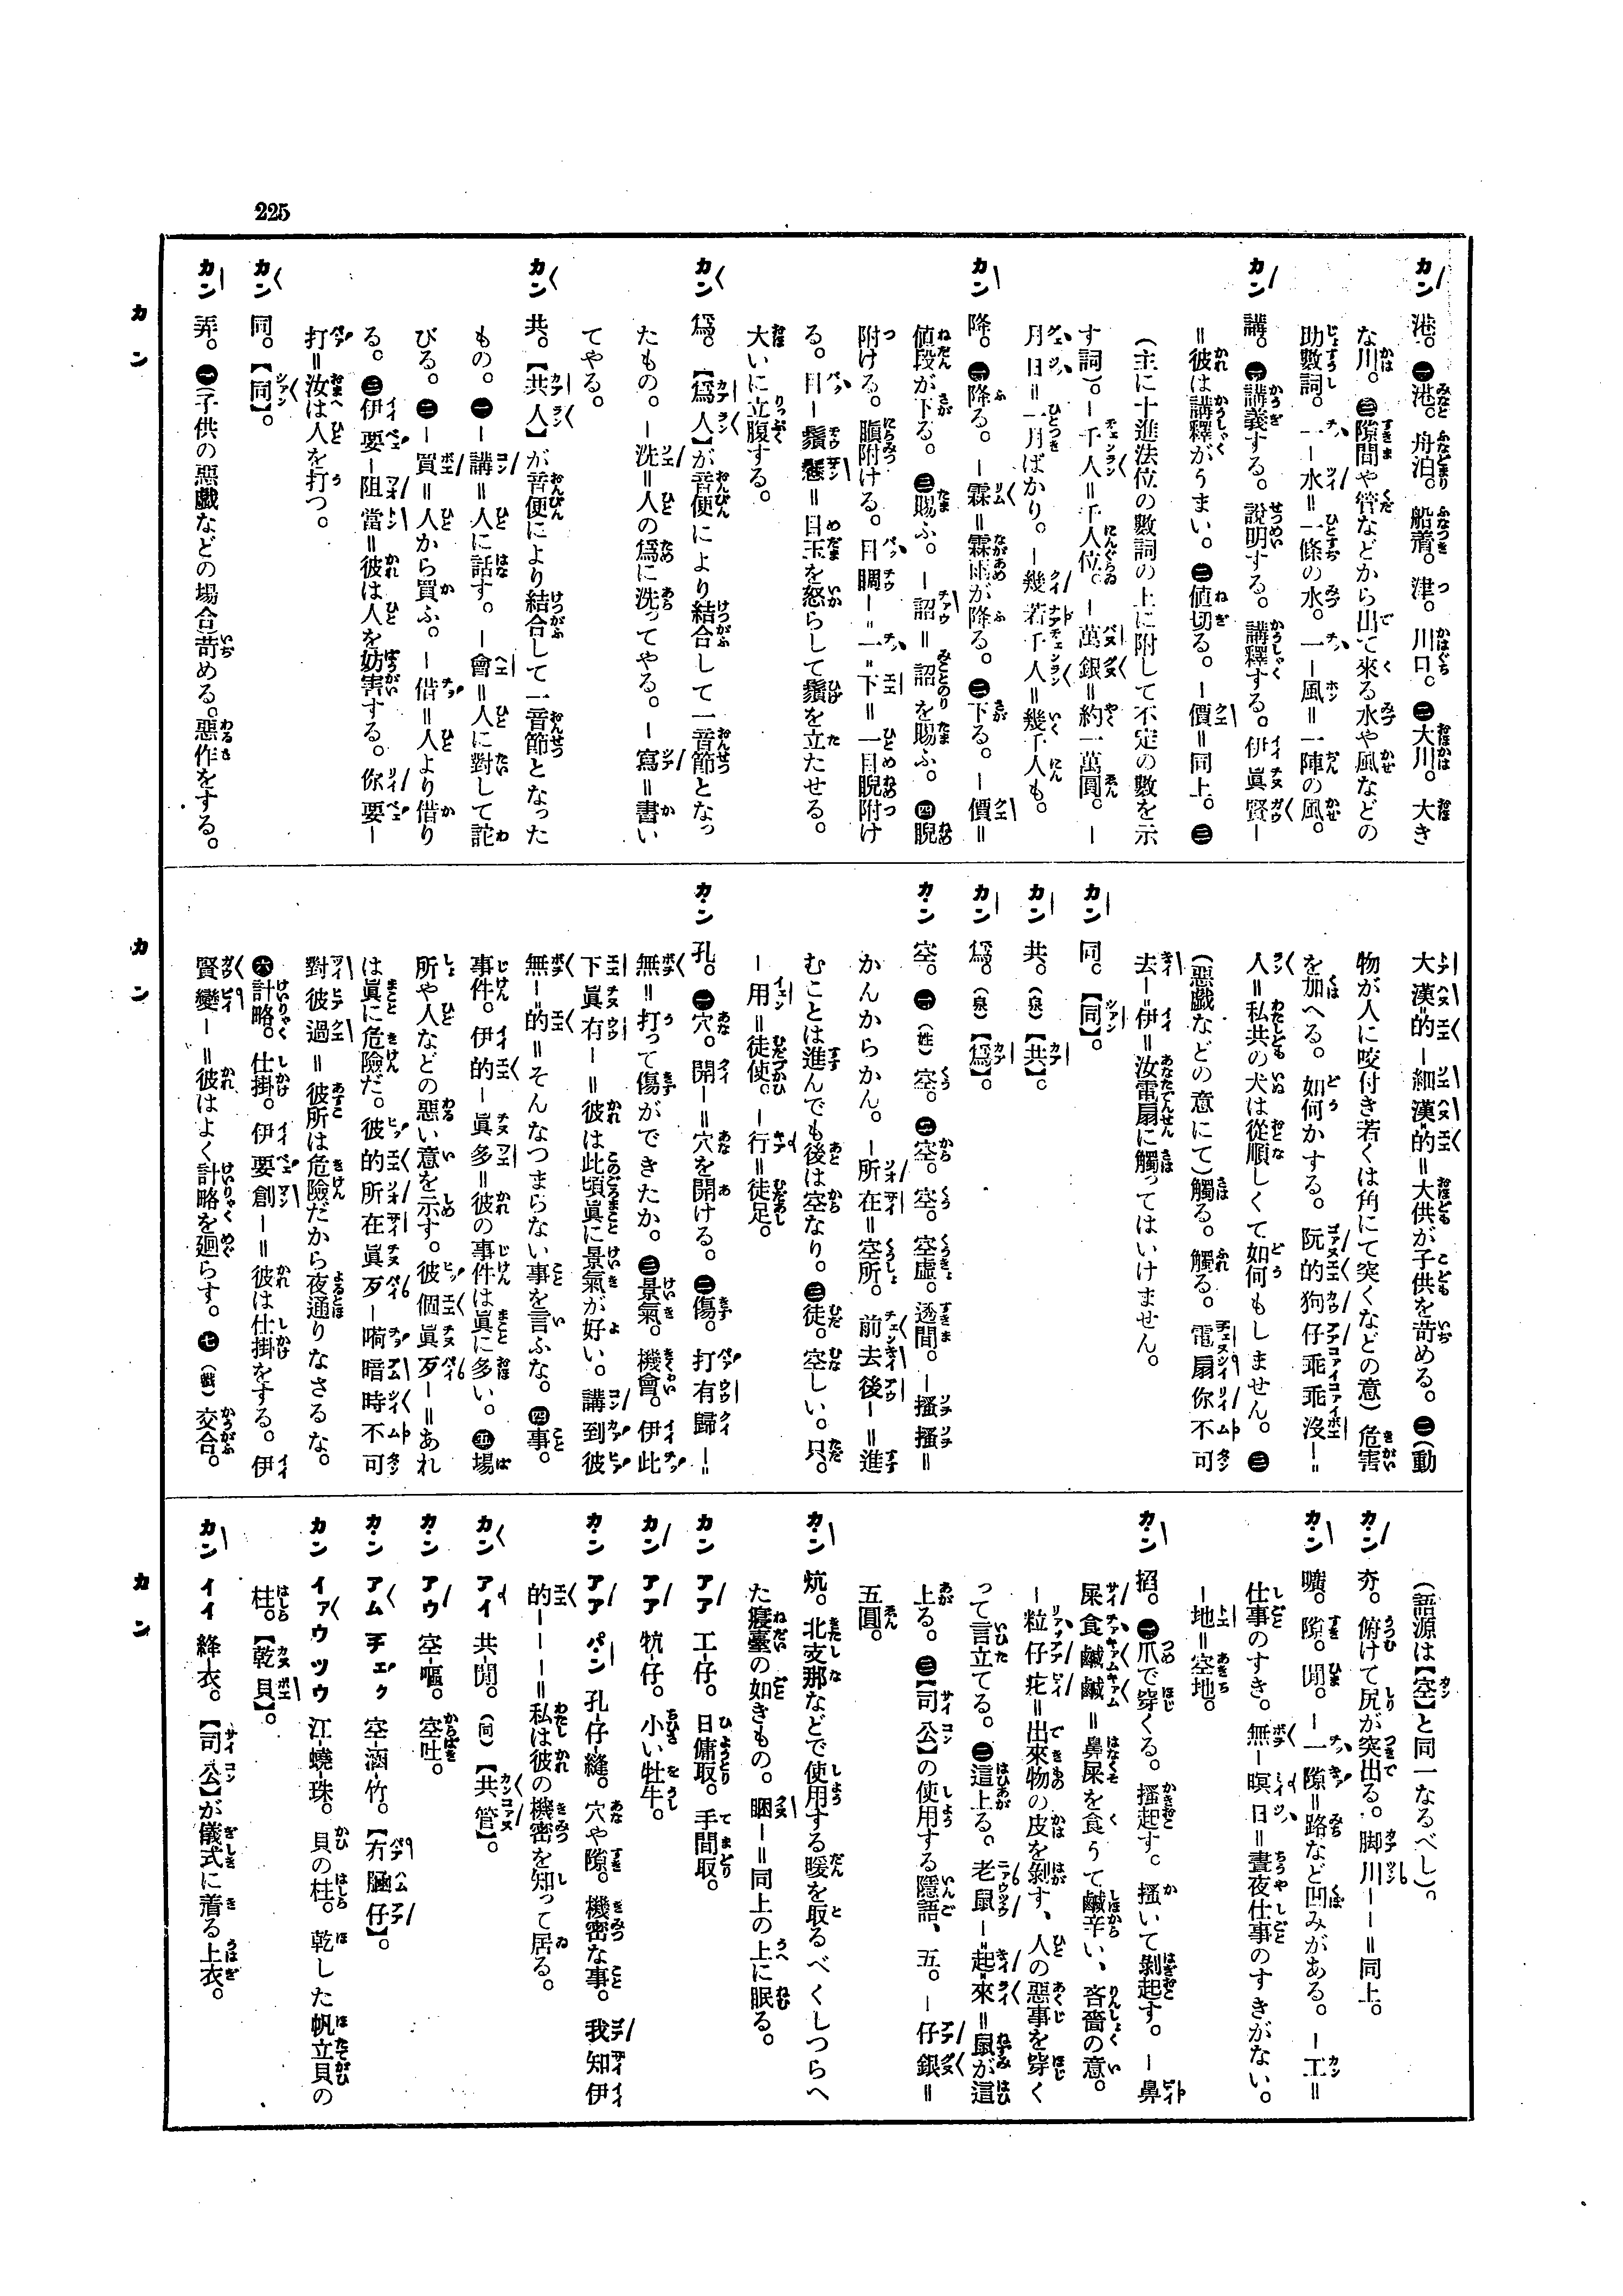 225
カン 港。㊀港。舟泊。船着。津。川口。㊁大川。大き
な川。㊂隙間や管などから出て來る水や風などの
助數詞。一－水＝一條の水。一－風＝一陣の風。
カン 講。㊀講義する。說明する。講釋する。伊眞賢－
＝彼は講釋がうまい。㊁値切る。－價＝同上。㊂
(主に十進法位の數詞の上に附して不定の數を示
す詞)。－千人＝千人位。－萬銀＝約一萬圓。－
月日＝一月ばかり。－幾若千人＝幾千人も。
カン 降。㊀降る。－霖＝霖雨が降る。㊁下る。－價＝
値段が下る。㊂賜ふ。－詔＝詔を賜ふ。㊃睨
附ける。瞋附ける。目瞯－一下＝一目睨附け
る。目－鬚戇＝目玉を怒らして鬚を立たせる。
大いに立腹する。
カン 爲。【爲人】が音便により結合して一音節となっ
たもの。－洗＝人の爲に洗ってやる。－寫＝書い
てやる。
カン 共。【共人】が音便により結合して一音節となった
もの。㊀－講＝人に話す。－會＝人に對して詫
びる。㊁－買＝人から買ふ。－借＝人より借り
る。㊂伊要－阻當＝彼は人を妨害する。你要－
打＝汝は人を打つ。
カン 同。【同】。
カン 弄。㊀(子供の惡戲などの場合)苛める。惡作をする。
大漢的－細漢的＝大供が子供を苛める。㊁(動
物が人に咬付き若くは角にて突くなどの意)危害
を加へる。如何かする。阮的狗仔乖乖沒－＝
人＝私共の犬は從順しくて如何もしません。㊂
(惡戲などの意にて)觸る。觸る。電扇你不可
去－伊＝汝電扇に觸ってはいけません。
カン 同。【同】。
カン 共。(泉)【共】。
カン 爲。(泉)【爲】。
カン 空。㊀(姓)空。㊁空。空。空虛。透間。－搔搔＝
かんからかん。－所在＝空所。前去後－＝進
むことは進んでも後は空なり。㊂徒。空しい。只。
－用＝徒使。－行＝徒足。
カン 孔。㊀穴。開－＝穴を開ける。㊁傷。打有歸－＝
無＝打って傷ができたか。㊂景氣。機會。伊此
下眞有－＝彼は此頃眞に景氣が好い。講到彼
無－的＝そんなつまらない事を言ふな。㊃事。
事件。伊的－眞多＝彼の事件は眞に多い。㊄場
所や人などの惡い意を示す。彼個眞歹－＝あれ
は眞に危險だ。彼的所在眞歹－暗時不可
對彼過＝彼所は危險だから夜通りなさるな。
㊅計略。仕掛。伊要創－＝彼は仕掛をする。伊
賢變－＝彼はよく計略を廻らす。㊆(戲)交合。
(語源は【空】と同一なるべし)。
カン 夯。俯けて尻が突出る。脚川－－＝同上。
カン 曠。隙。閒。－一隙＝路など凹みがある。－工＝
仕事のすき。無－暝日＝晝夜仕事のすきがない。
－地＝空地。
カン 搯。㊀爪で穿くる。搔起す。搔いて剝起す。－鼻
屎食鹹鹹＝鼻屎を食うて鹹辛い、吝嗇の意。
－粒仔疕＝出來物の皮を剝す、人の惡事を穿く
って言立てる。㊁這上る。老鼠－起來＝鼠が這
上る。㊂【司公】の使用する隱語、五。－仔銀＝
五圓。
カン 炕。北支那などで使用する暖を取るべくしつらへ
た寢臺の如きもの。睏－＝同上の上に眠る。
カン アア 工仔。日傭取。手間取。
カン アア 牨仔。小い牡牛。
カン アア パン 孔仔縫。穴や隙。機密な事。我知伊
的－－－＝私は彼の機密を知って居る。
カン アイ 共閒。(同)【共管】。
カン アウ 空嘔。空吐。
カン アム チェク 空涵竹。【冇腦仔】。
カン イァウ ツウ 江蟯珠。貝の柱。乾した帆立貝の
柱。【乾貝】。
カン イイ 絳衣。【司公】が儀式に着る上衣。
カン
カン
カン